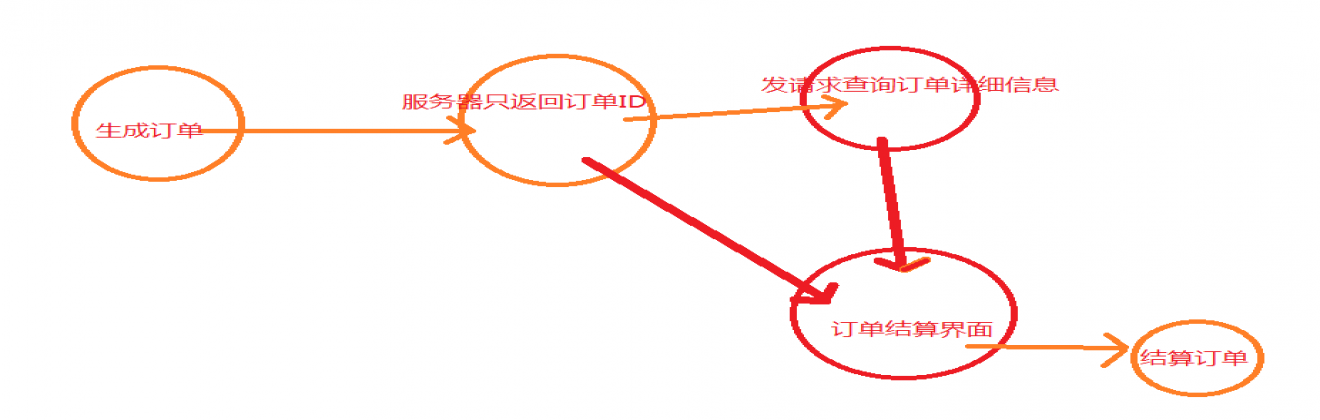 生成订单
服务器只返回订单ID
发请求查询订单详细信息
订单结算界面
结算订单